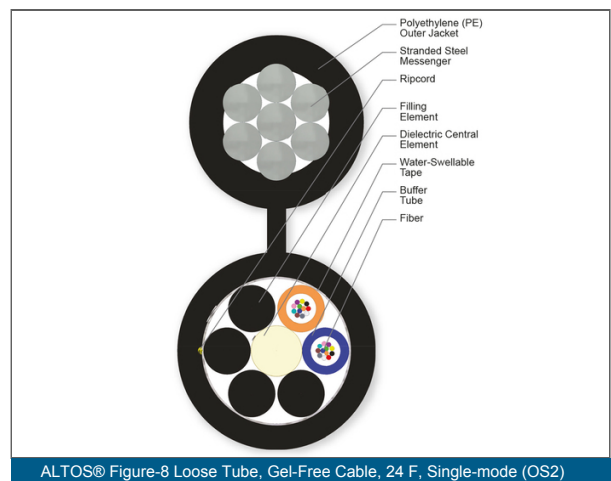 Polyethylene (PE)
Outer Jacket
Stranded Steel
Messenger
Ripcord
Filling
Element
Dielectric Central
Element
Water-Swellable
Tape
Buffer
Tube
Fiber
ALTOS® Figure-8 Loose Tube, Gel-Free Cable, 24 F, Single-mode (OS2)